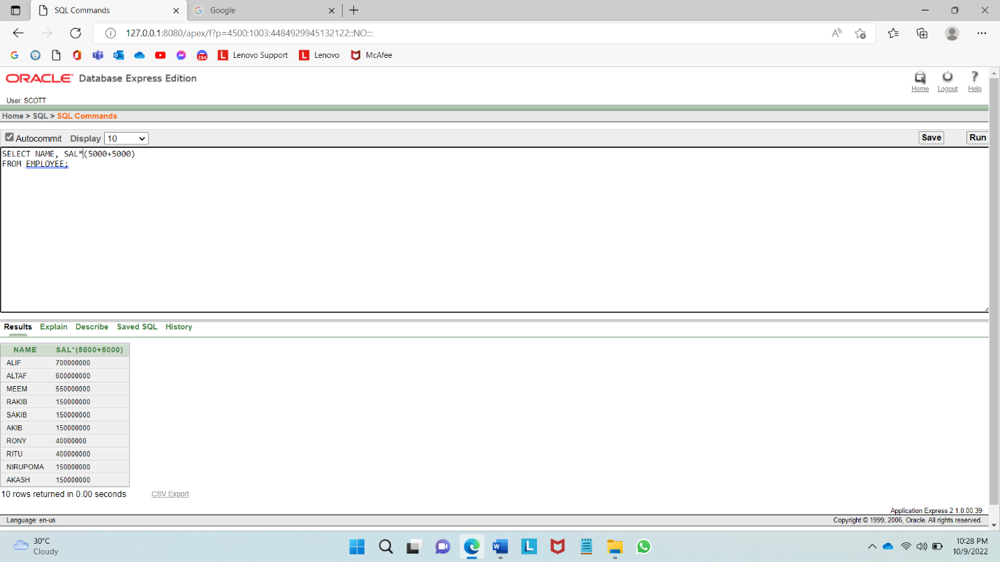 SQL Commands
Google
127.0.0.1:8080/apex/f?p=4500:1003:4484929945132122::NO:::
354
L Lenovo Support
L Lenovo
McAfee
ORACLE Database Express Edition
Home Logout Help
User: SCOTT
Home > SQL > SQL Commands
Autocommit Display 10
Save Run
SELECT NAME, SAL*(5000+5000)
FROM EMPLOYEE;
Results Explain Describe Saved SQL History
NAME SAL*(5000+5000)
ALIF 700000000
ALTAF 600000000
MEEM 550000000
RAKIB 150000000
SAKIB 150000000
AKIB 150000000
RONY 40000000
RITU 400000000
NIRUPOMA 150000000
AKASH 150000000
10 rows returned in 0.00 seconds CSV Export
Application Express 2.1.0.00.39
Language: en-us Copyright © 1999, 2006, Oracle. All rights reserved.
30°C
Cloudy
10:28 PM
10/9/2022